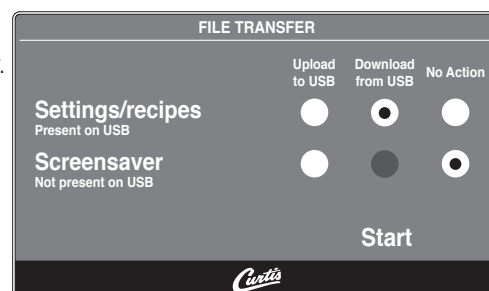 FILE TRANSFER
Upload
to USB
Download
from USB
No Action
Settings/recipes
Present on USB
Screensaver
Not present on USB
Start
Curtis